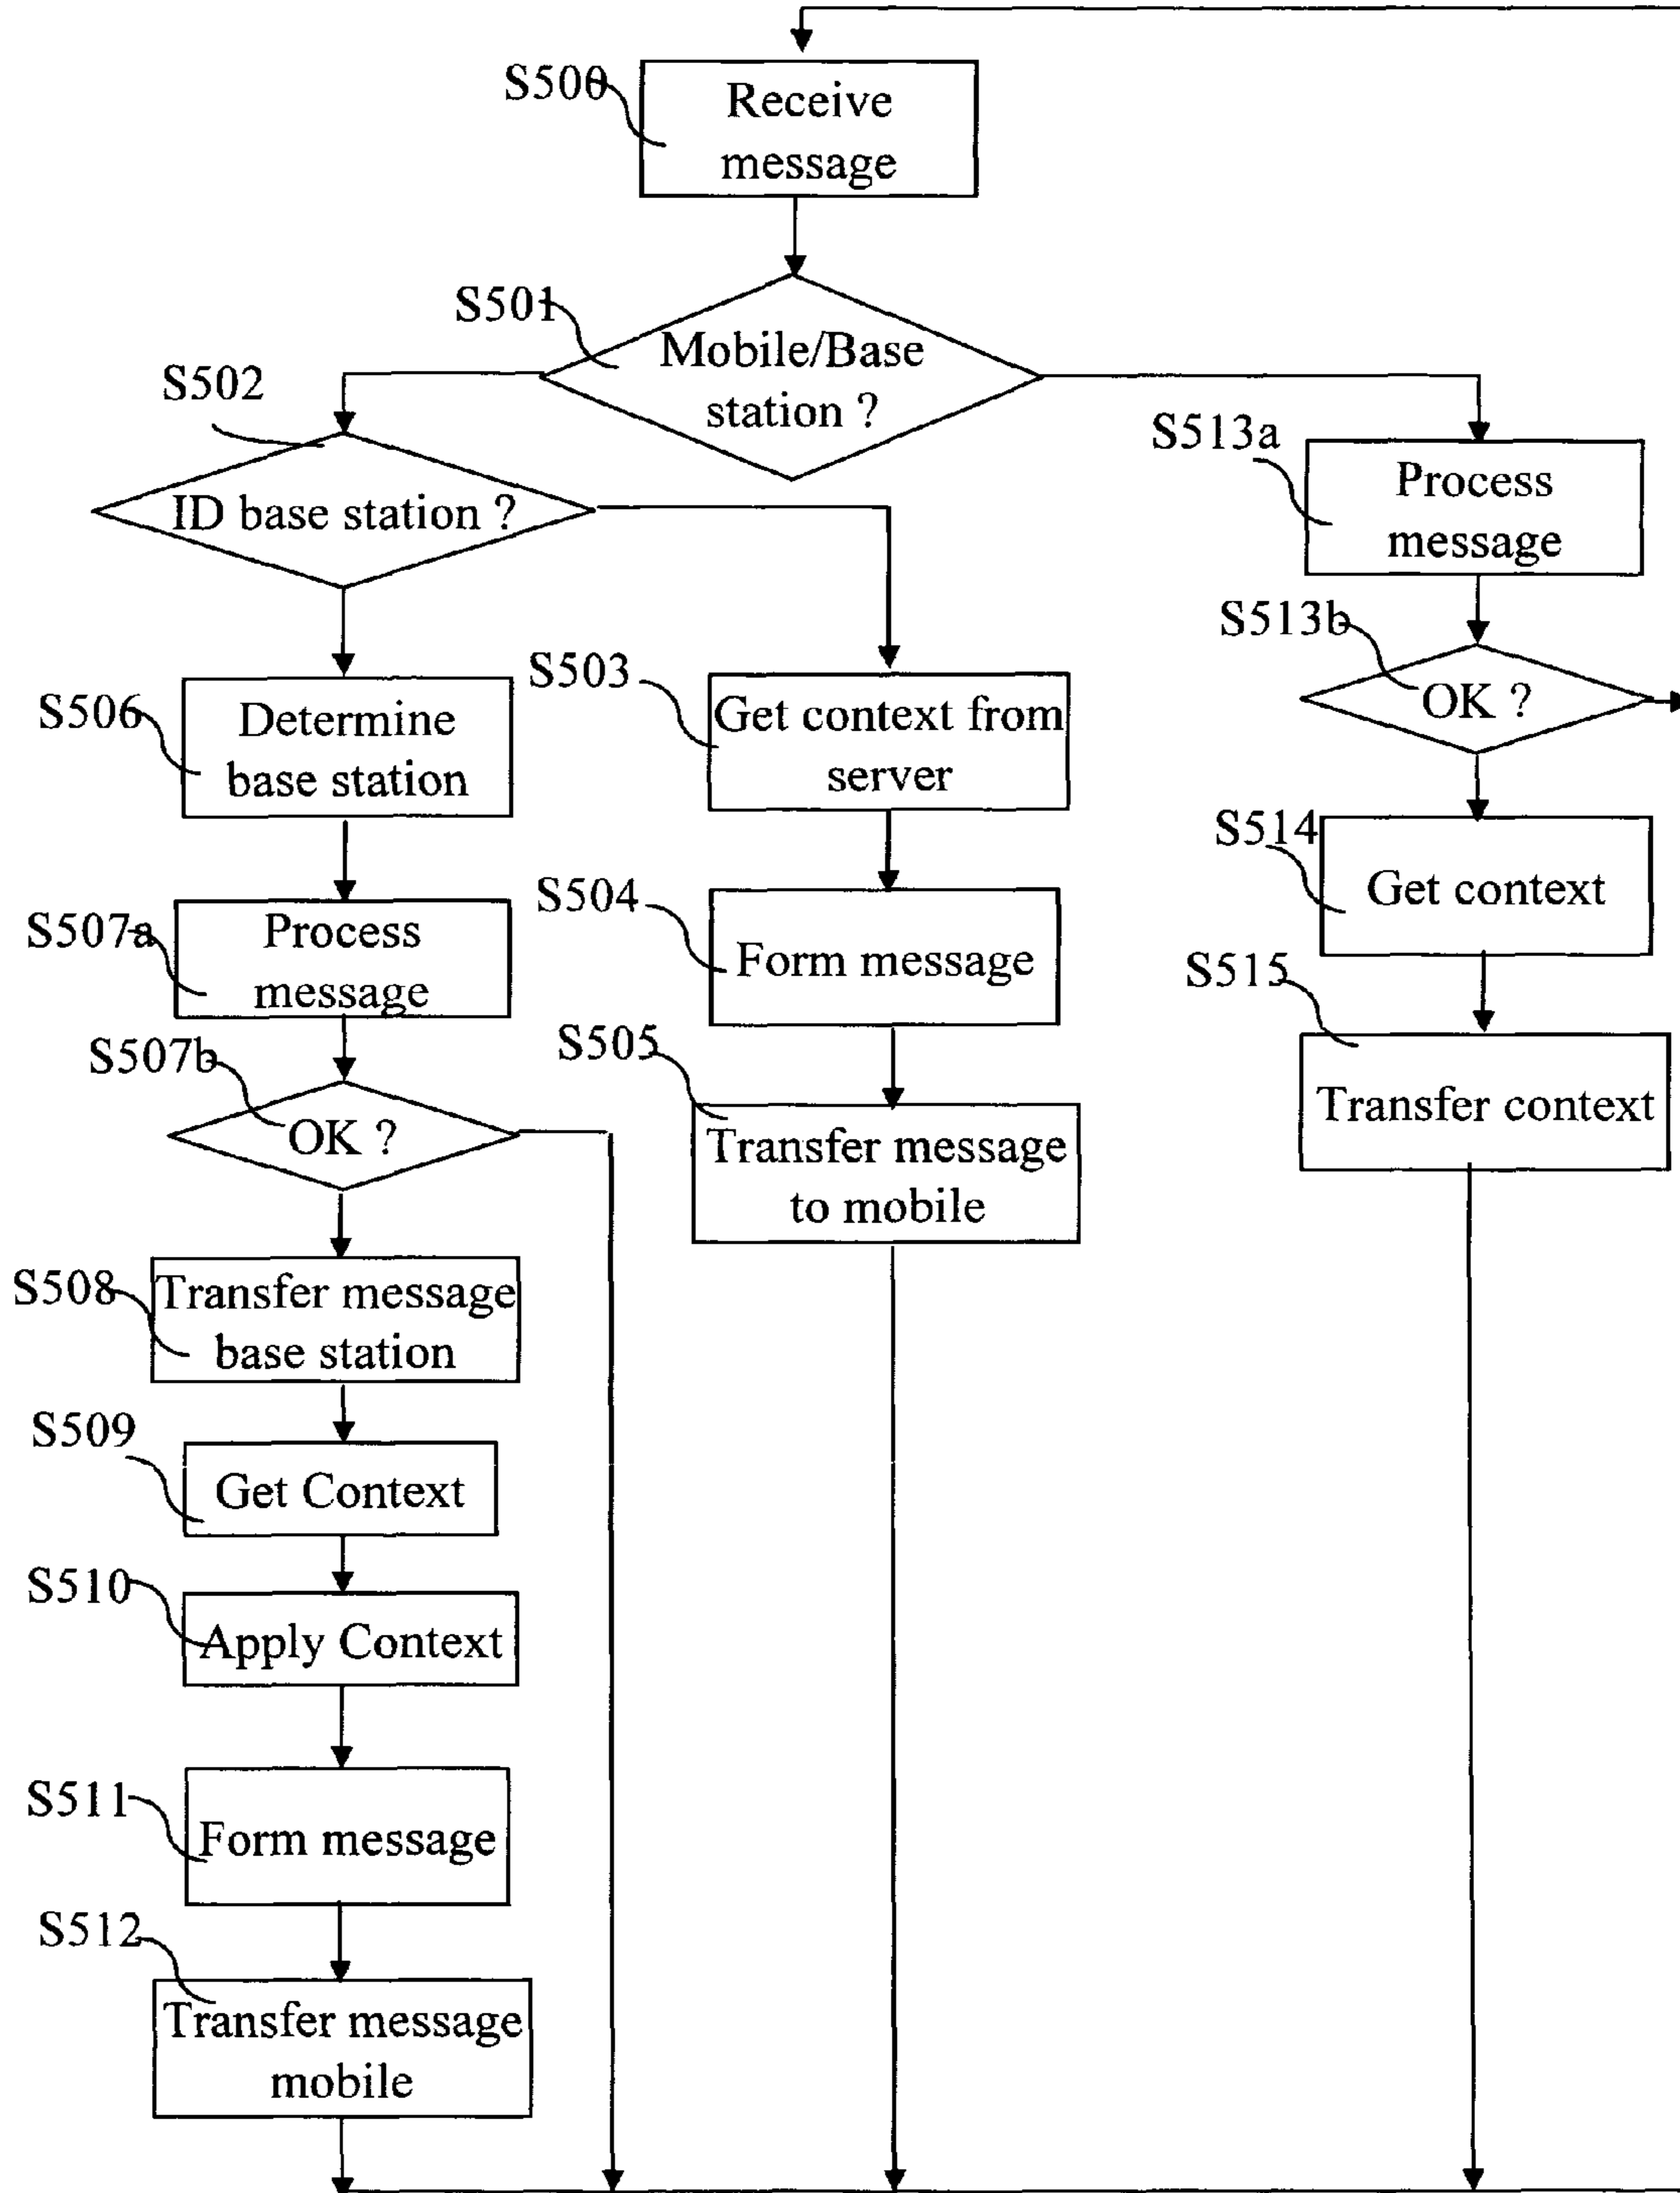 S500
Receive
message
S501
Mobile/Base
station ?
S502
ID base station ?
S513a
Process
message
S513b
OK ?
S506
Determine
base station
S503
Get context from
server
S514
Get context
S507a
Process
message
S504
Form message
S515
Transfer context
S507b
OK ?
S505
Transfer message
to mobile
S508
Transfer message
base station
S509
Get Context
S510
Apply Context
S511
Form message
S512
Transfer message
mobile